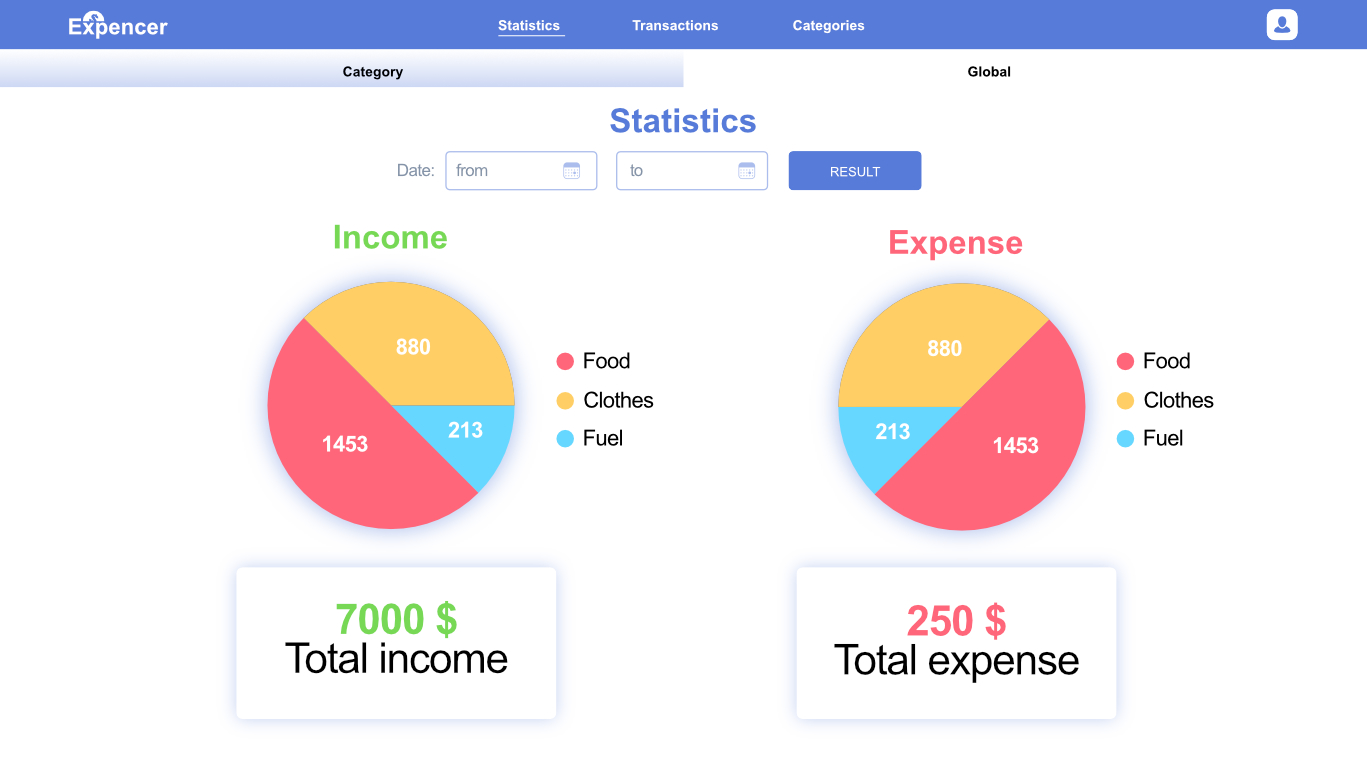 Expencer
Statistics
Transactions
Categories
Category
Global
Statistics
Date:
from
to
RESULT
Income
Expense
880
1453
213
Food
Clothes
Fuel
880
213
1453
Food
Clothes
Fuel
7000 $
Total income
250 $
Total expense